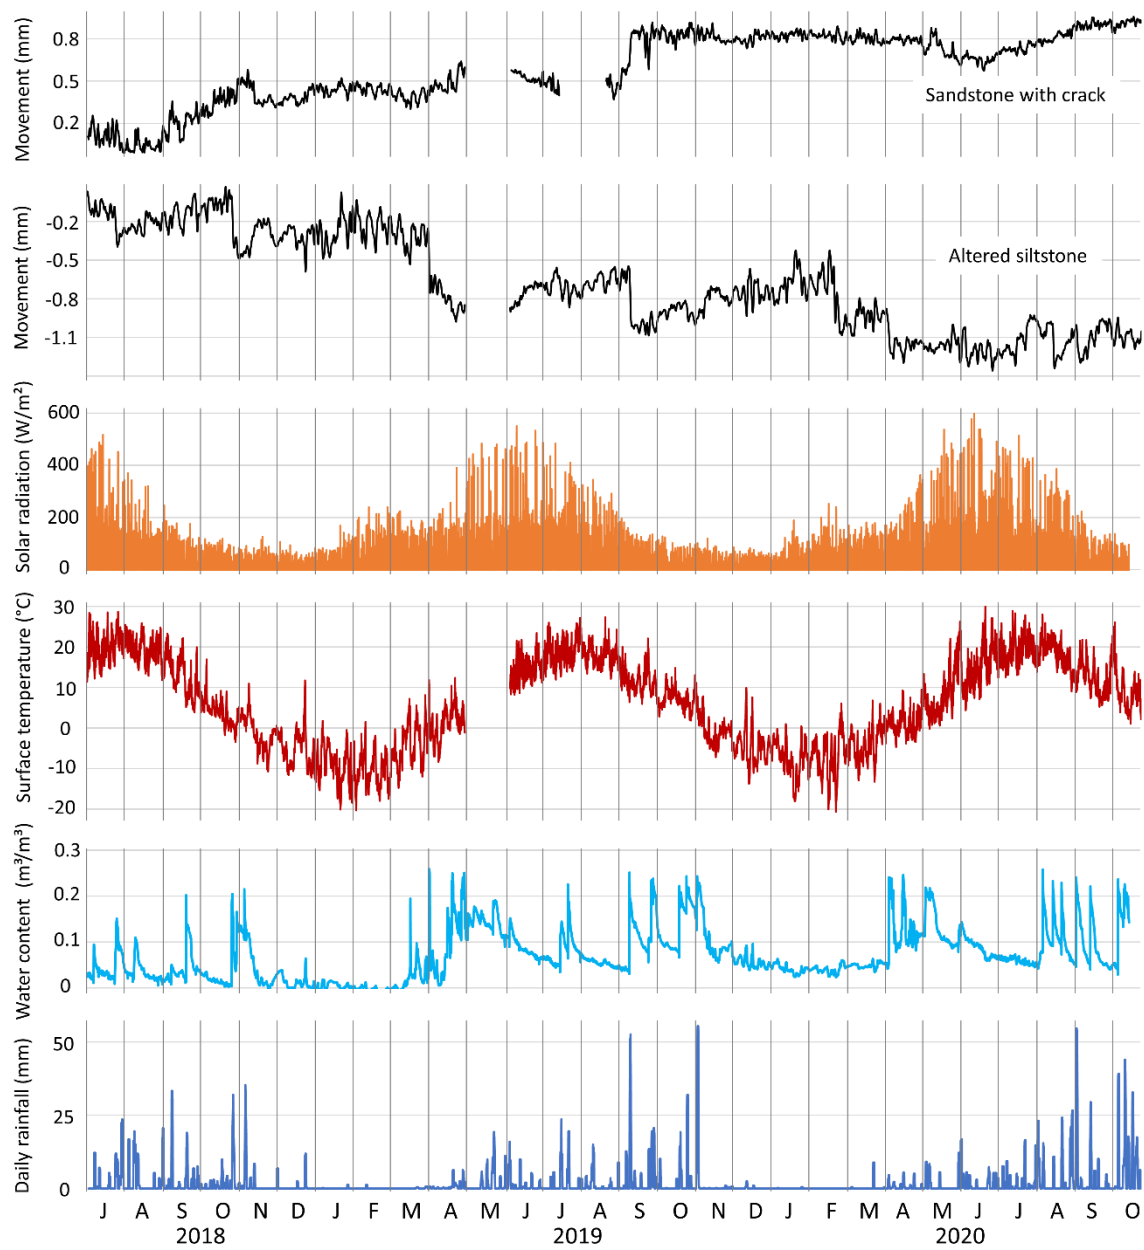 Movement (mm)
0.8
0.5
0.2
Sandstone with crack
Movement (mm)
-0.2
-0.5
-0.8
-1.1
Altered siltstone
Solar radiation (W/m²)
600
400
200
0
Surface temperature (°C)
30
20
10
0
-10
-20
Water content (m³/m³)
0.3
0.2
0.1
0
Daily rainfall (mm)
50
25
0
J A S O N D J F M A M J J A S O N D J F M A M J J A S O
2018 2019 2020